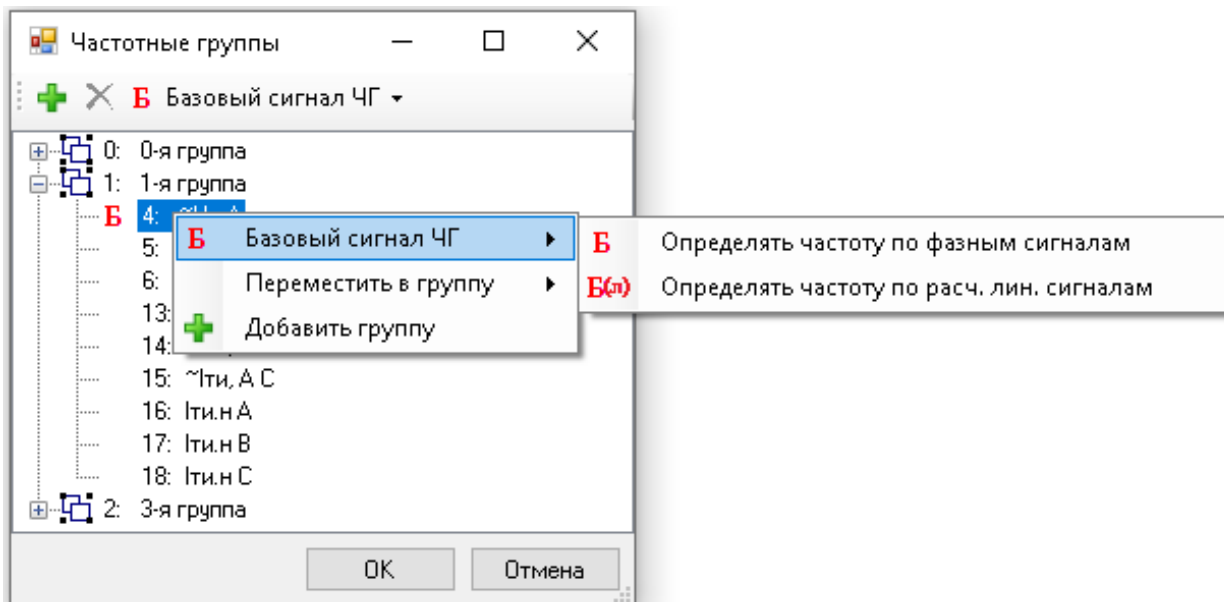 Частотные группы
Б Базовый сигнал ЧГ
0: 0-я группа
1: 1-я группа
Б 4:
Б Базовый сигнал ЧГ
Б Определять частоту по фазным сигналам
5:
6:
Переместить в группу
Б(л) Определять частоту по расч. лин. сигналам
13:
Добавить группу
14:
15: ~Iти, А С
16: Iти.н А
17: Iти.н В
18: Iти.н С
2: 3-я группа
OK Отмена